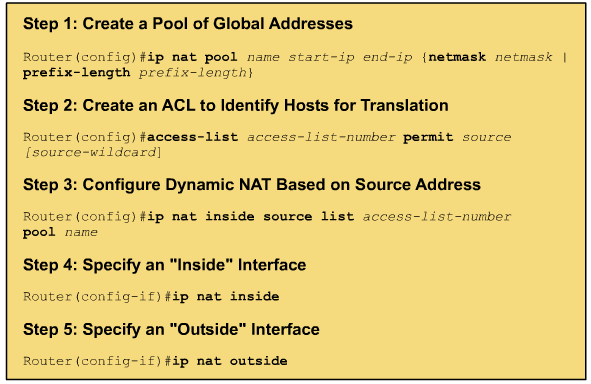 Step 1: Create a Pool of Global Addresses
Router(config)#ip nat pool name start-ip end-ip {netmask netmask |
prefix-length prefix-length}
Step 2: Create an ACL to Identify Hosts for Translation
Router(config)#access-list access-list-number permit source
[source-wildcard]
Step 3: Configure Dynamic NAT Based on Source Address
Router(config)#ip nat inside source list access-list-number
pool name
Step 4: Specify an "Inside" Interface
Router(config-if)#ip nat inside
Step 5: Specify an "Outside" Interface
Router(config-if)#ip nat outside